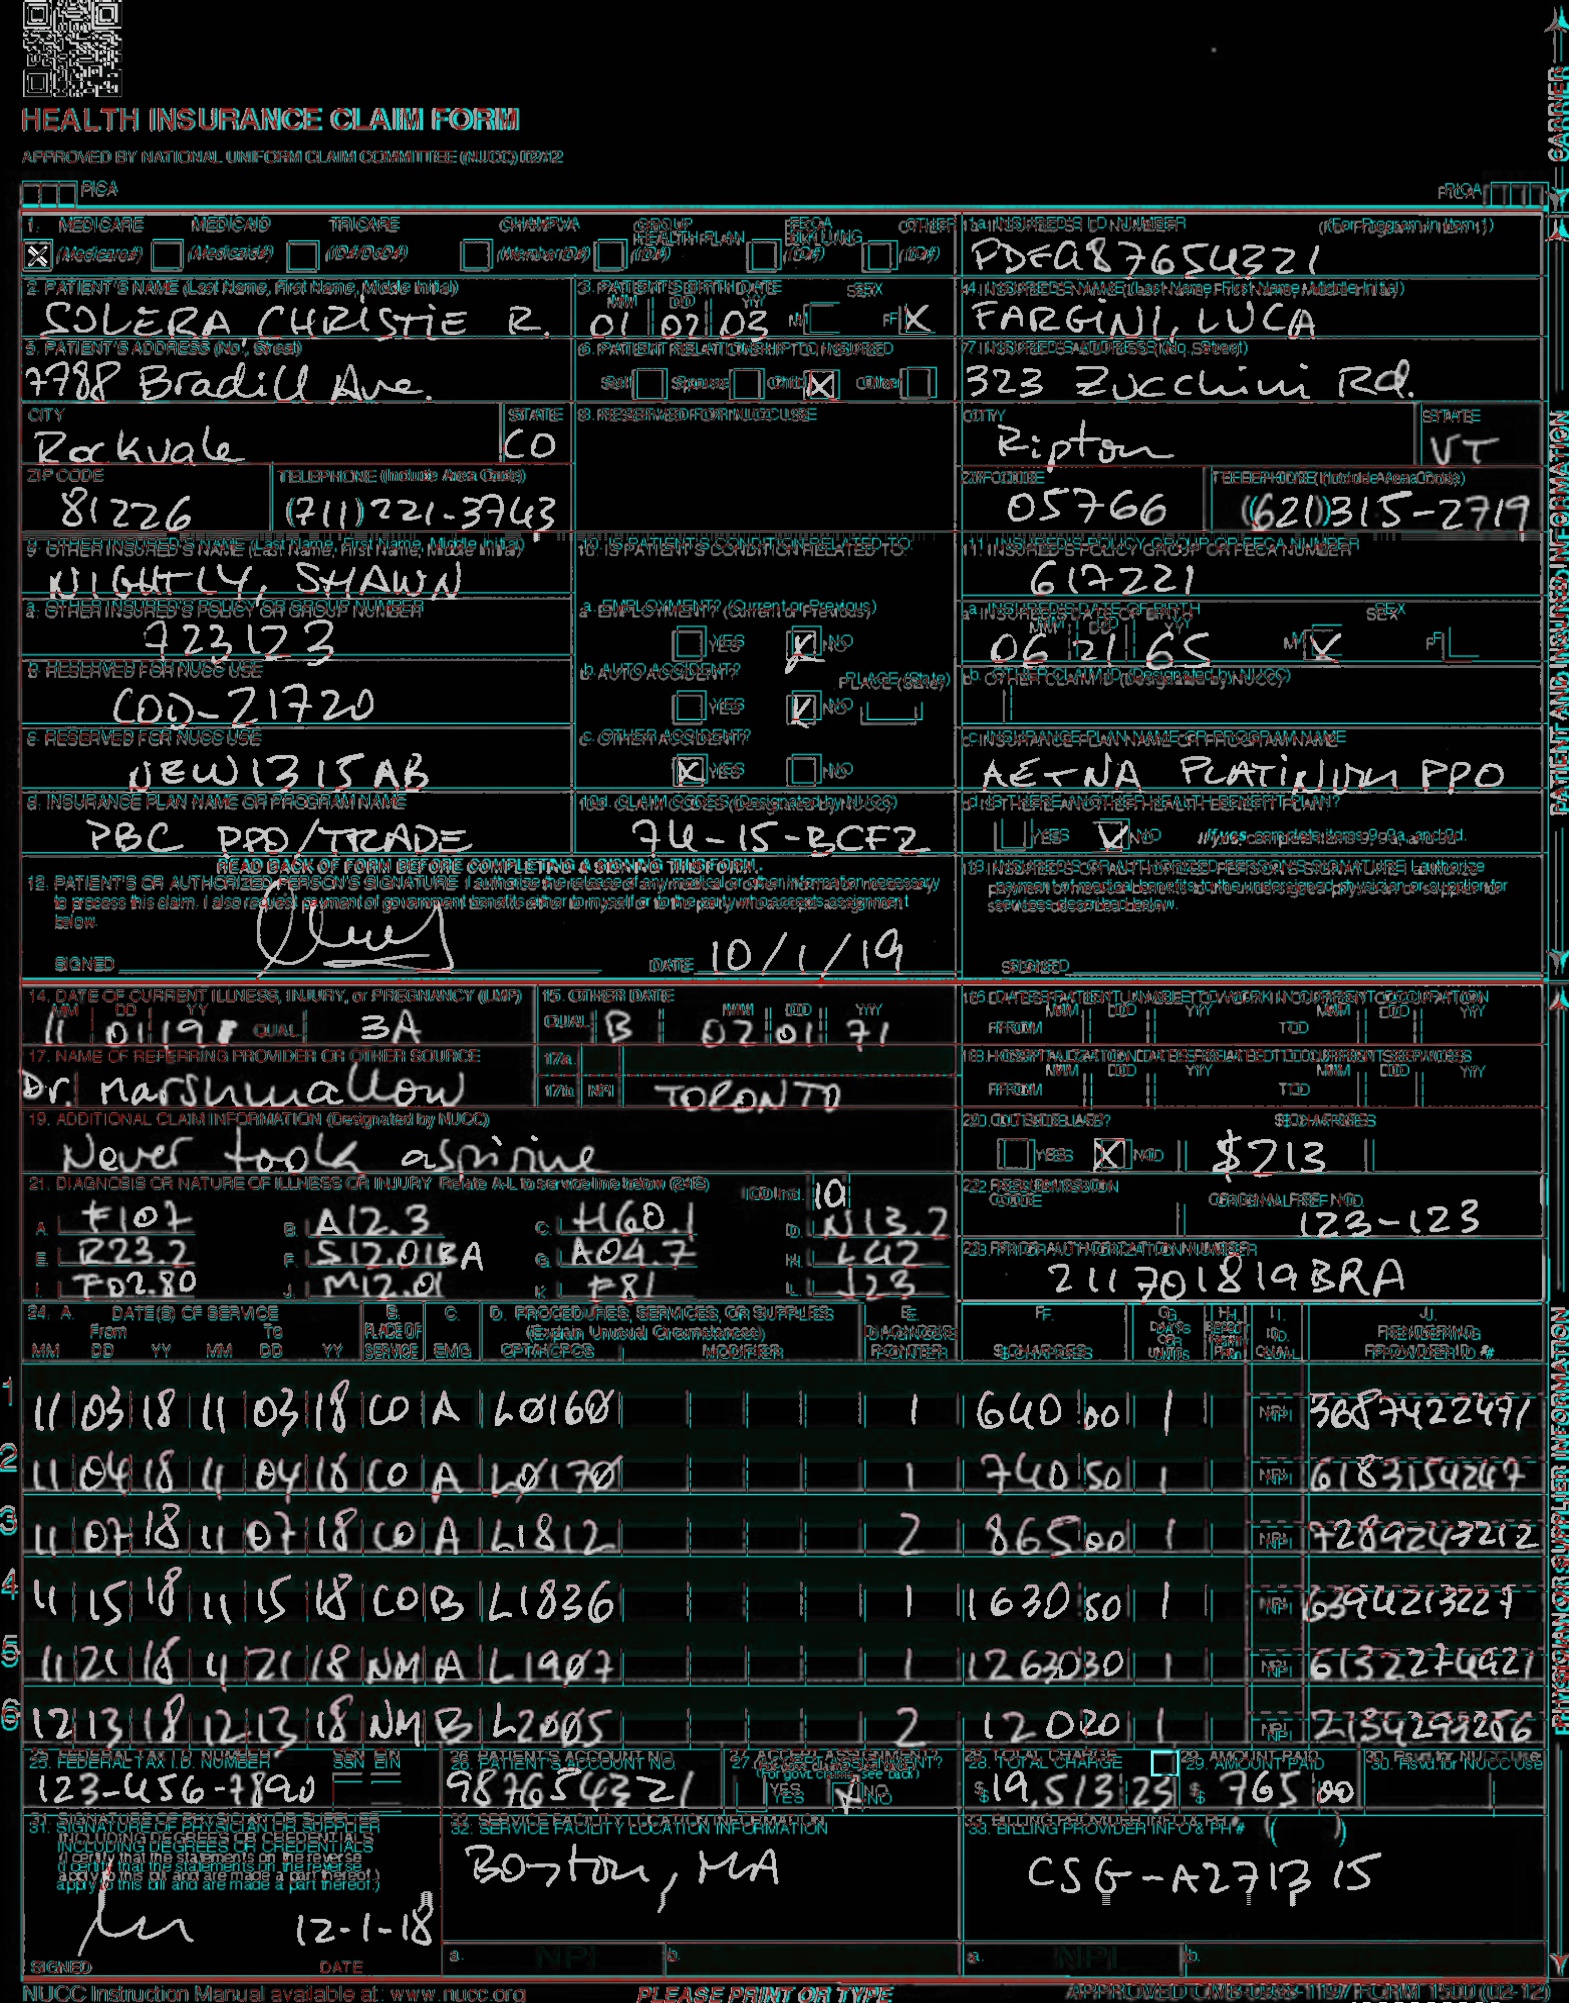 HEALTH INSURANCE CLAIM FORM
APPROVED BY NATIONAL UNIFORM CLAIM COMMITTEE (NUCC) 02/12
PICA PICA
CARRIER
1. MEDICARE MEDICAID TRICARE CHAMPVA GROUP HEALTH PLAN FECA BLK LUNG OTHER
X (Medicare#) (Medicaid#) (ID#/DoD#) (Member ID#) (ID#) (ID#) (ID#)
1a. INSURED'S I.D. NUMBER (For Program in Item 1)
PDEA87654321
2. PATIENT'S NAME (Last Name, First Name, Middle Initial)
SOLERA, CHRISTIE R.
3. PATIENT'S BIRTH DATE SEX
MM DD YY
01 02 03 M F X
4. INSURED'S NAME (Last Name, First Name, Middle Initial)
FARGINI, LUCA
5. PATIENT'S ADDRESS (No., Street)
7788 Bradill Ave.
6. PATIENT RELATIONSHIP TO INSURED
Self Spouse Child X Other
7. INSURED'S ADDRESS (No., Street)
323 Zucchini Rd.
CITY STATE
Rockvale CO
8. RESERVED FOR NUCC USE
CITY STATE
Ripton VT
ZIP CODE TELEPHONE (Include Area Code)
81226 (711) 221-3743
ZIP CODE TELEPHONE (Include Area Code)
05766 (621) 315-2719
9. OTHER INSURED'S NAME (Last Name, First Name, Middle Initial)
NIGHTLY, SHAWN
10. IS PATIENT'S CONDITION RELATED TO:
11. INSURED'S POLICY GROUP OR FECA NUMBER
617221
a. OTHER INSURED'S POLICY OR GROUP NUMBER
723123
a. EMPLOYMENT? (Current or Previous)
YES X NO
a. INSURED'S DATE OF BIRTH SEX
MM DD YY
06 21 65 M X F
b. RESERVED FOR NUCC USE
COD-21720
b. AUTO ACCIDENT? PLACE (State)
YES X NO
b. OTHER CLAIM ID (Designated by NUCC)
c. RESERVED FOR NUCC USE
NEW1315AB
c. OTHER ACCIDENT?
X YES NO
c. INSURANCE PLAN NAME OR PROGRAM NAME
AETNA PLATINUM PPO
d. INSURANCE PLAN NAME OR PROGRAM NAME
PBC PPO/TRADE
10d. CLAIM CODES (Designated by NUCC)
74-15-BCF2
d. IS THERE ANOTHER HEALTH BENEFIT PLAN?
YES X NO If yes, complete items 9, 9a, and 9d.
READ BACK OF FORM BEFORE COMPLETING & SIGNING THIS FORM.
12. PATIENT'S OR AUTHORIZED PERSON'S SIGNATURE I authorize the release of any medical or other information necessary
to process this claim. I also request payment of government benefits either to myself or to the party who accepts assignment
below.
SIGNED DATE 10/1/19
13. INSURED'S OR AUTHORIZED PERSON'S SIGNATURE I authorize
payment of medical benefits to the undersigned physician or supplier for
services described below.
SIGNED
PATIENT AND INSURED INFORMATION
14. DATE OF CURRENT ILLNESS, INJURY, or PREGNANCY (LMP)
MM DD YY
11 01 19 QUAL. 3A
15. OTHER DATE
MM DD YY
QUAL. B 02 01 71
16. DATES PATIENT UNABLE TO WORK IN CURRENT OCCUPATION
MM DD YY MM DD YY
FROM TO
17. NAME OF REFERRING PROVIDER OR OTHER SOURCE
Dr. Marshmallow
17a.
17b. NPI TORONTO
18. HOSPITALIZATION DATES RELATED TO CURRENT SERVICES
MM DD YY MM DD YY
FROM TO
19. ADDITIONAL CLAIM INFORMATION (Designated by NUCC)
Never took aspirine
20. OUTSIDE LAB? $ CHARGES
YES X NO $213
21. DIAGNOSIS OR NATURE OF ILLNESS OR INJURY Relate A-L to service line below (24E) ICD Ind. 10
A. F107 B. A12.3 C. H60.1 D. N13.2
E. R23.2 F. S12.01BA G. A04.7 H. L42
I. F02.80 J. M12.01 K. F81 L. J23
22. RESUBMISSION CODE ORIGINAL REF. NO.
123-123
23. PRIOR AUTHORIZATION NUMBER
211701819BRA
24. A. DATE(S) OF SERVICE B. C. D. PROCEDURES, SERVICES, OR SUPPLIES E. F. G. H. I. J.
From To PLACE OF (Explain Unusual Circumstances) DIAGNOSIS DAYS OR ID. RENDERING
MM DD YY MM DD YY SERVICE EMG CPT/HCPCS MODIFIER POINTER $ CHARGES UNITS QUAL. PROVIDER ID. #
1 11 03 18 11 03 18 CO A L0160 1 640 00 1 NPI 3687422471
2 11 04 18 11 04 18 CO A L0170 1 740 50 1 NPI 6183154247
3 11 07 18 11 07 18 CO A L1812 2 865 00 1 NPI 7289243212
4 11 15 18 11 15 18 CO B L1836 1 1630 50 1 NPI 6394213227
5 11 21 18 11 21 18 NM A L1907 1 1263030 1 NPI 6132274921
6 12 13 18 12 13 18 NM B L2005 2 12 020 1 NPI 2134293256
25. FEDERAL TAX I.D. NUMBER SSN EIN
123-456-7890
26. PATIENT'S ACCOUNT NO.
987654321
27. ACCEPT ASSIGNMENT?
(For govt. claims, see back)
YES X NO
28. TOTAL CHARGE
$ 19,513 23
29. AMOUNT PAID
$ 765 00
30. Rsvd. for NUCC Use
31. SIGNATURE OF PHYSICIAN OR SUPPLIER
INCLUDING DEGREES OR CREDENTIALS
(I certify that the statements on the reverse
apply to this bill and are made a part thereof.)
12-1-18
SIGNED DATE
32. SERVICE FACILITY LOCATION INFORMATION
Boston, MA
a. NPI b.
33. BILLING PROVIDER INFO & PH # ( )
CSG-A271315
a. NPI b.
PHYSICIAN OR SUPPLIER INFORMATION
NUCC Instruction Manual available at: www.nucc.org PLEASE PRINT OR TYPE APPROVED OMB-0938-1197 FORM 1500 (02-12)